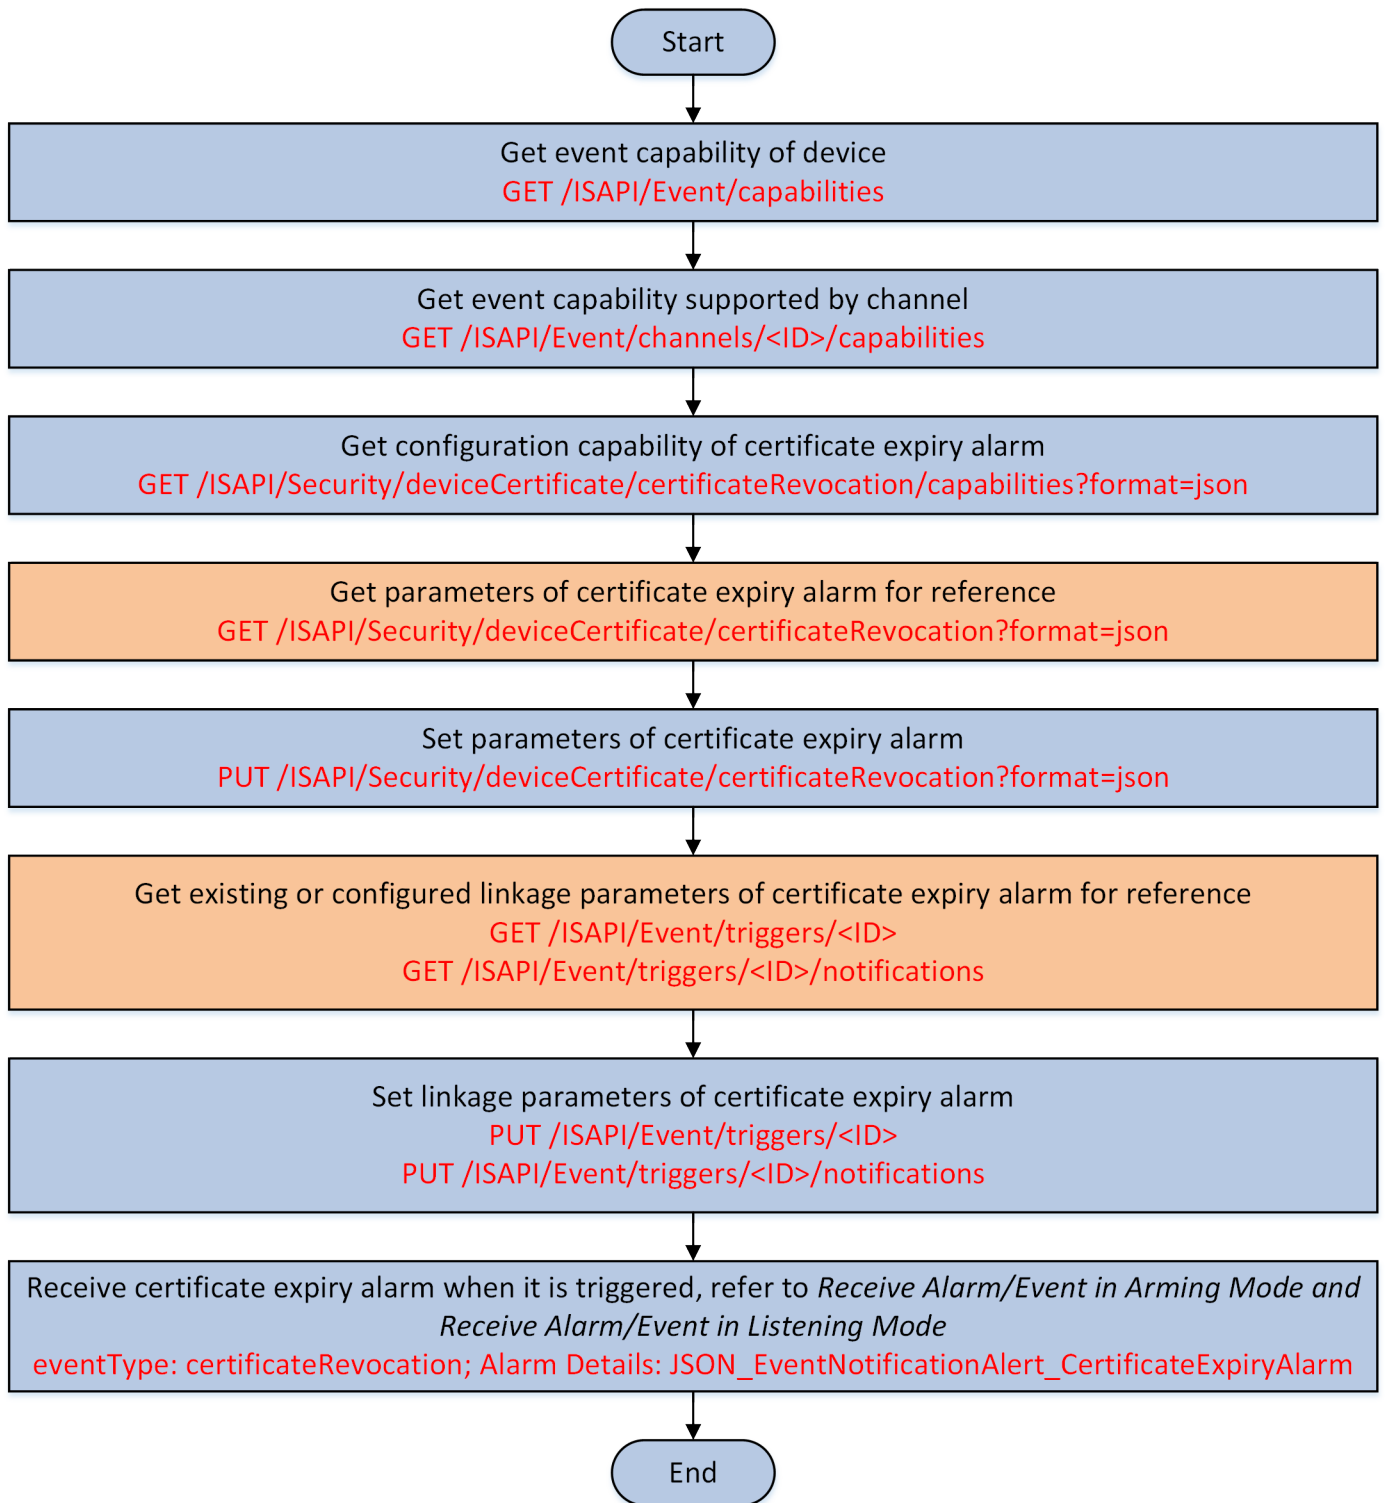 Start
Get event capability of device
GET /ISAPI/Event/capabilities
Get event capability supported by channel
GET /ISAPI/Event/channels/<ID>/capabilities
Get configuration capability of certificate expiry alarm
GET /ISAPI/Security/deviceCertificate/certificateRevocation/capabilities?format=json
Get parameters of certificate expiry alarm for reference
GET /ISAPI/Security/deviceCertificate/certificateRevocation?format=json
Set parameters of certificate expiry alarm
PUT /ISAPI/Security/deviceCertificate/certificateRevocation?format=json
Get existing or configured linkage parameters of certificate expiry alarm for reference
GET /ISAPI/Event/triggers/<ID>
GET /ISAPI/Event/triggers/<ID>/notifications
Set linkage parameters of certificate expiry alarm
PUT /ISAPI/Event/triggers/<ID>
PUT /ISAPI/Event/triggers/<ID>/notifications
Receive certificate expiry alarm when it is triggered, refer to Receive Alarm/Event in Arming Mode and
Receive Alarm/Event in Listening Mode
eventType: certificateRevocation; Alarm Details: JSON_EventNotificationAlert_CertificateExpiryAlarm
End